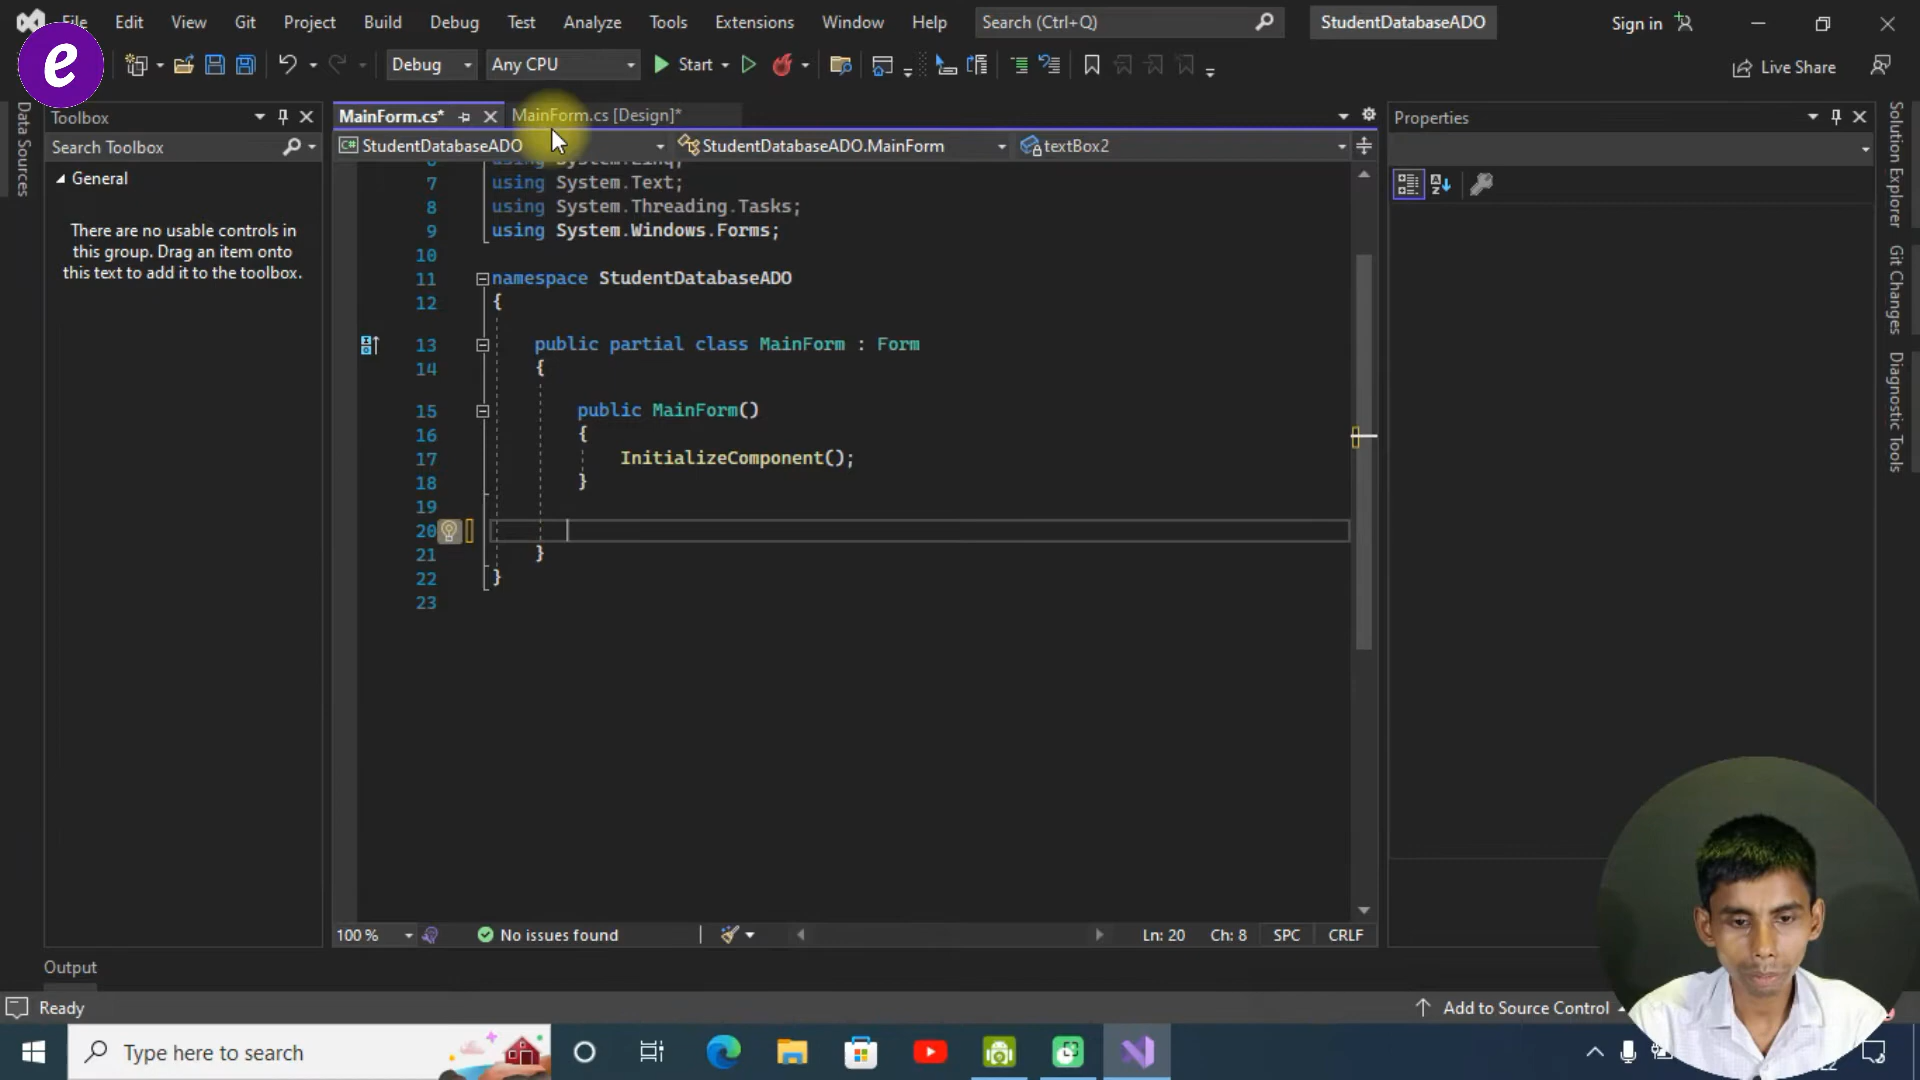 File Edit View Git Project Build Debug Test Analyze Tools Extensions Window Help Search (Ctrl+Q) StudentDatabaseADO Sign in
e
Debug Any CPU Start Live Share
Data Sources
Toolbox
Search Toolbox
General
There are no usable controls in
this group. Drag an item onto
this text to add it to the toolbox.
MainForm.cs* MainForm.cs [Design]*
StudentDatabaseADO StudentDatabaseADO.MainForm textBox2
using System.Linq;
7 using System.Text;
8 using System.Threading.Tasks;
9 using System.Windows.Forms;
10
11 namespace StudentDatabaseADO
12 {
13 public partial class MainForm : Form
14 {
15 public MainForm()
16 {
17 InitializeComponent();
18 }
19
20
21 }
22 }
23
100 % No issues found Ln: 20 Ch: 8 SPC CRLF
Properties
Solution Explorer
Git Changes
Diagnostic Tools
Output
Ready
Add to Source Control
Type here to search